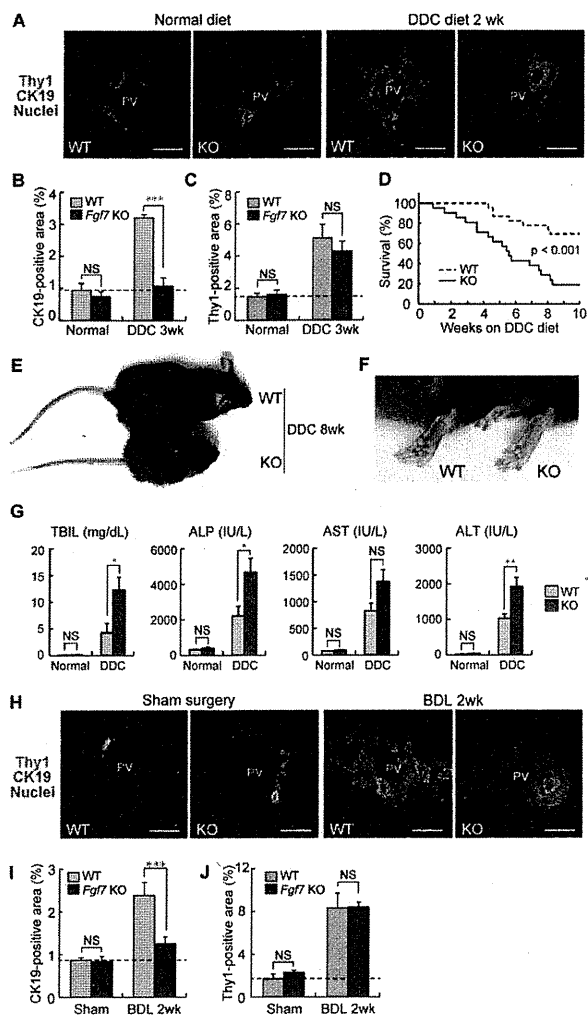 A Normal diet DDC diet 2 wk
Thy1
CK19
Nuclei
PV PV PV PV
WT KO WT KO
B C D
CK19-positive area (%)
4
3
2
1
0
WT
Fgf7 KO
***
NS
Normal DDC 3wk
Thy1-positive area (%)
8
6
4
2
0
WT
Fgf7 KO
NS
NS
Normal DDC 3wk
Survival (%)
100
80
60
40
20
p < 0.001
WT
KO
0 2 4 6 8 10
Weeks on DDC diet
E F
WT
DDC 8wk
KO
WT KO
G
TBIL (mg/dL) ALP (IU/L) AST (IU/L) ALT (IU/L)
20
15
10
5
0
*
NS
Normal DDC
6000
4000
2000
0
*
NS
Normal DDC
2000
1500
1000
500
0
NS
NS
Normal DDC
3000
2000
1000
0
**
NS
Normal DDC
WT
KO
H Sham surgery BDL 2wk
Thy1
CK19
Nuclei
PV PV PV PV
WT KO WT KO
I J
CK19-positive area (%)
3
2
1
0
WT
Fgf7 KO
***
NS
Sham BDL 2wk
Thy1-positive area (%)
12
8
4
0
WT
Fgf7 KO
NS
NS
Sham BDL 2wk